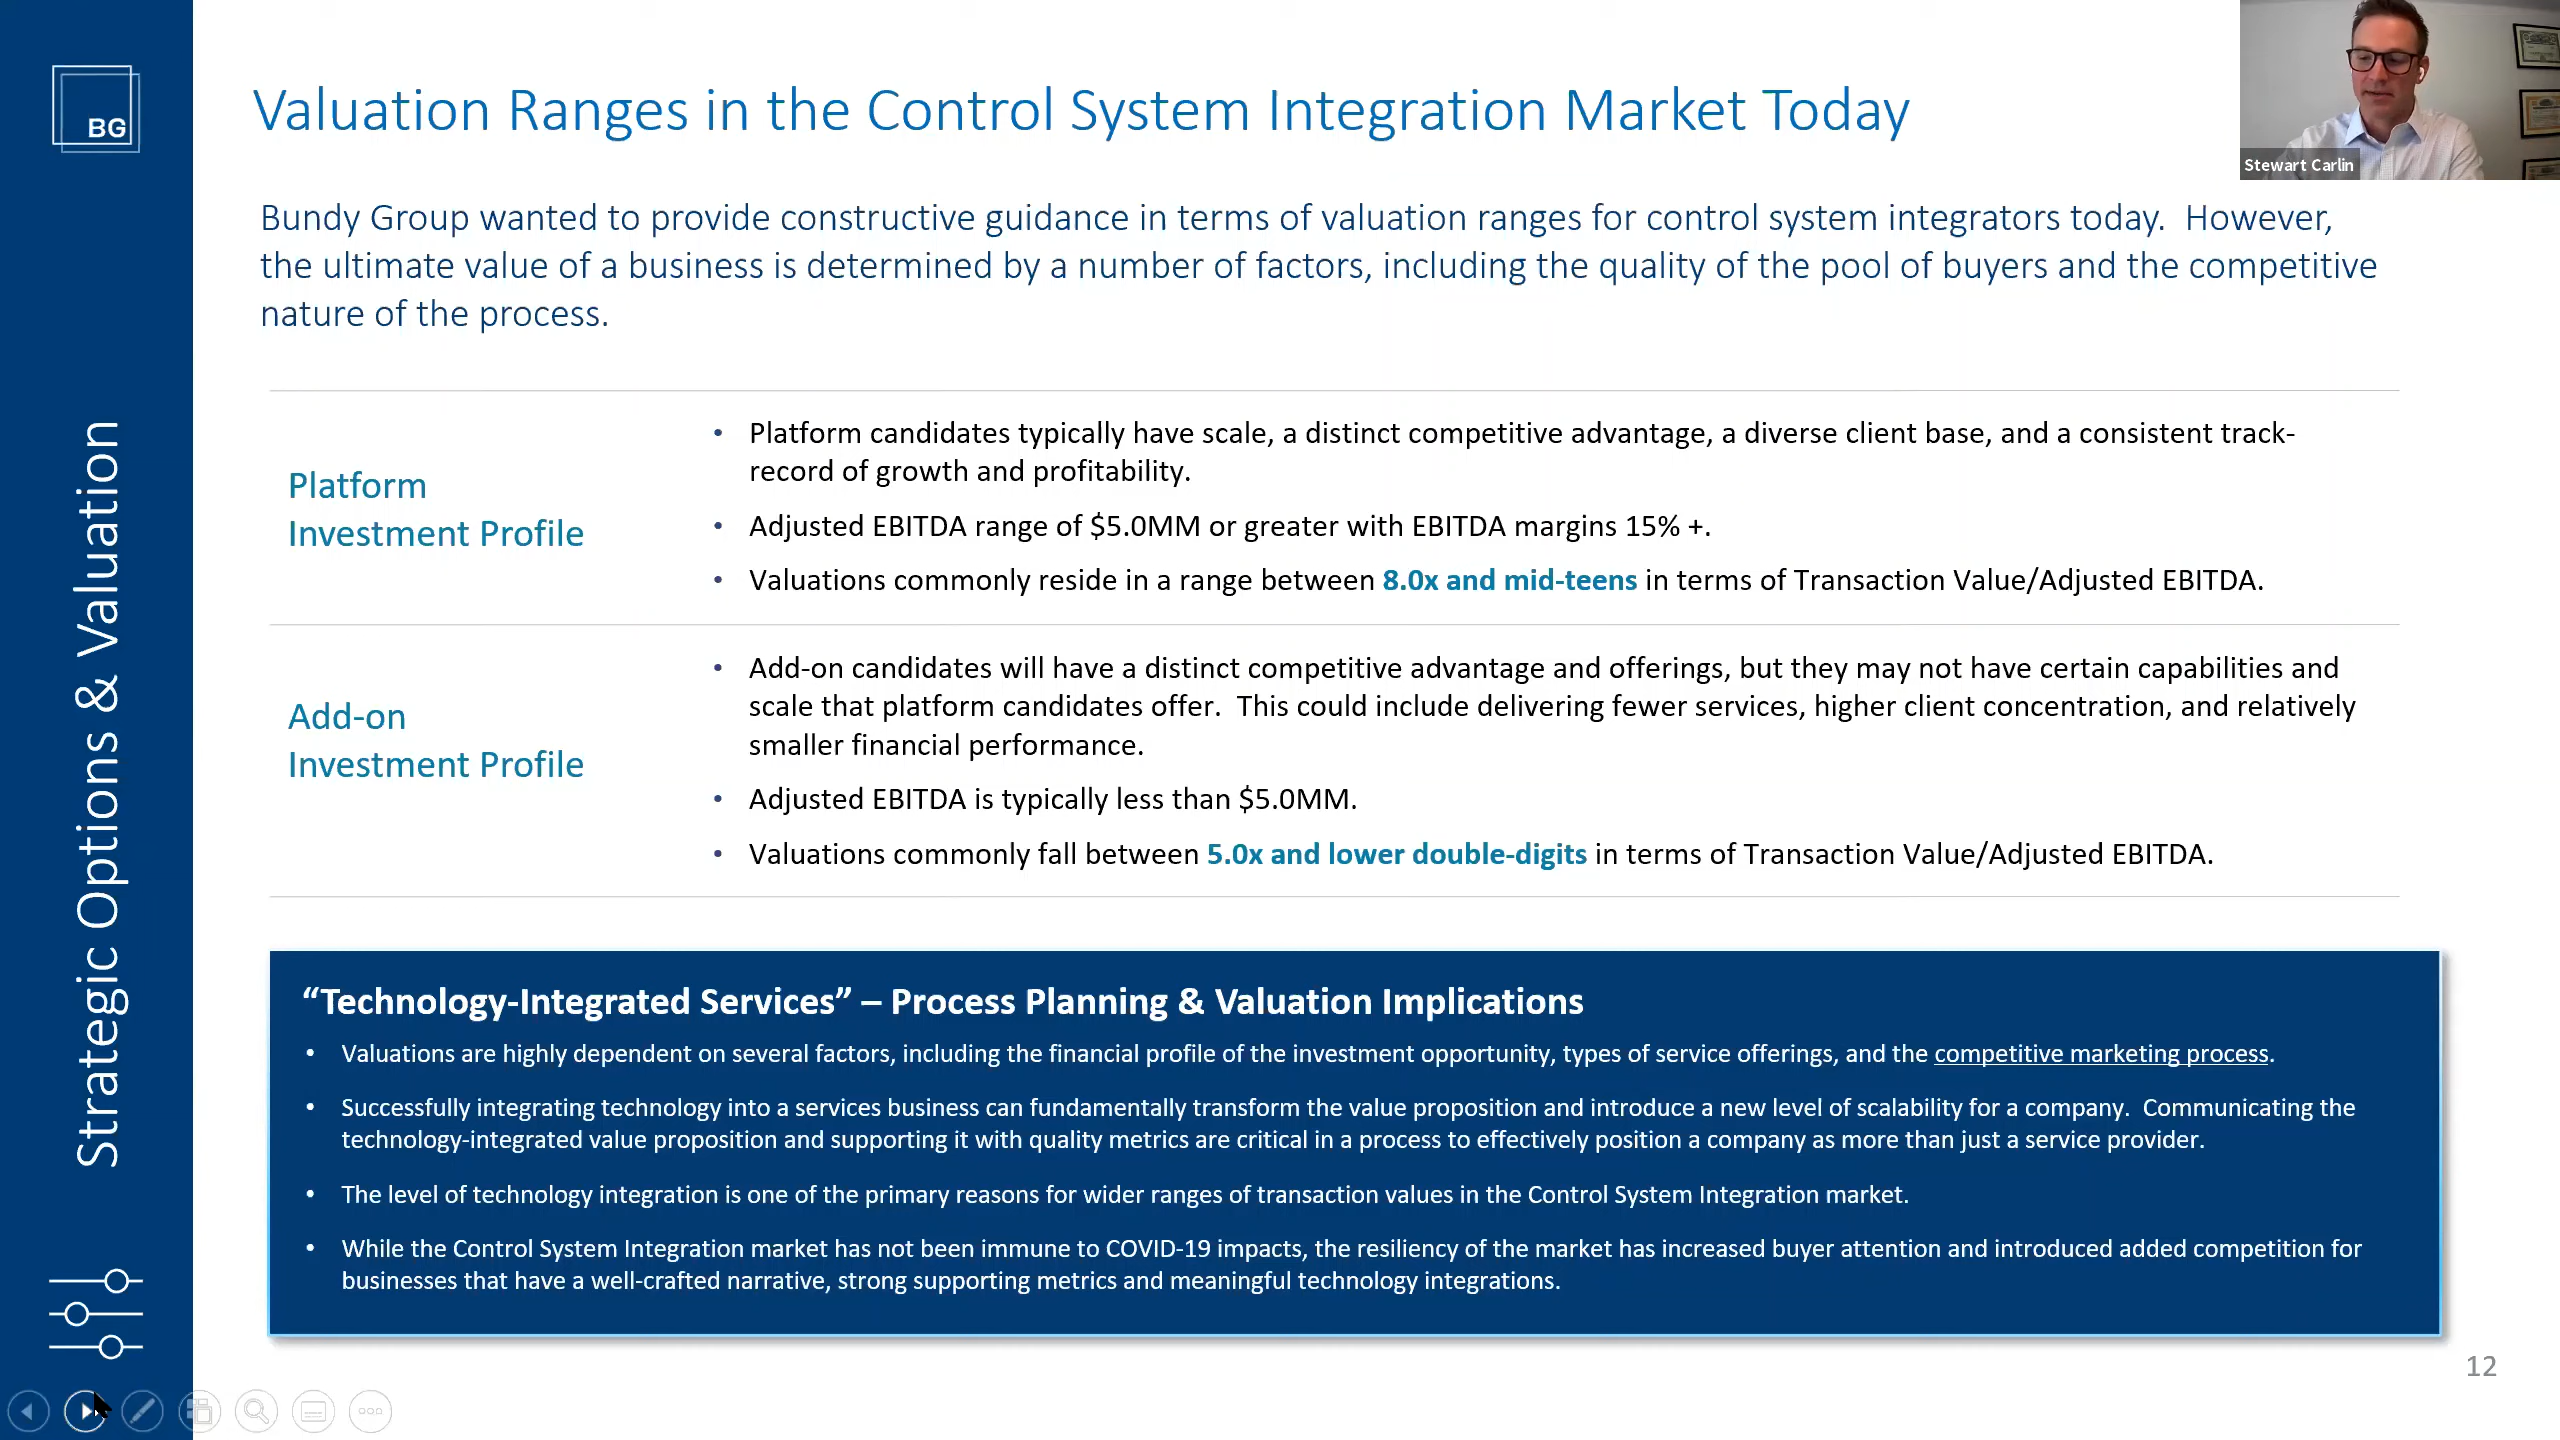 BG
Valuation Ranges in the Control System Integration Market Today
Stewart Carlin
Bundy Group wanted to provide constructive guidance in terms of valuation ranges for control system integrators today.  However,
the ultimate value of a business is determined by a number of factors, including the quality of the pool of buyers and the competitive
nature of the process.
Strategic Options & Valuation
Platform
Investment Profile
• Platform candidates typically have scale, a distinct competitive advantage, a diverse client base, and a consistent track-
record of growth and profitability.
• Adjusted EBITDA range of $5.0MM or greater with EBITDA margins 15% +.
• Valuations commonly reside in a range between 8.0x and mid-teens in terms of Transaction Value/Adjusted EBITDA.
Add-on
Investment Profile
• Add-on candidates will have a distinct competitive advantage and offerings, but they may not have certain capabilities and
scale that platform candidates offer.  This could include delivering fewer services, higher client concentration, and relatively
smaller financial performance.
• Adjusted EBITDA is typically less than $5.0MM.
• Valuations commonly fall between 5.0x and lower double-digits in terms of Transaction Value/Adjusted EBITDA.
“Technology-Integrated Services” – Process Planning & Valuation Implications
• Valuations are highly dependent on several factors, including the financial profile of the investment opportunity, types of service offerings, and the competitive marketing process.
• Successfully integrating technology into a services business can fundamentally transform the value proposition and introduce a new level of scalability for a company.  Communicating the
technology-integrated value proposition and supporting it with quality metrics are critical in a process to effectively position a company as more than just a service provider.
• The level of technology integration is one of the primary reasons for wider ranges of transaction values in the Control System Integration market.
• While the Control System Integration market has not been immune to COVID-19 impacts, the resiliency of the market has increased buyer attention and introduced added competition for
businesses that have a well-crafted narrative, strong supporting metrics and meaningful technology integrations.
12